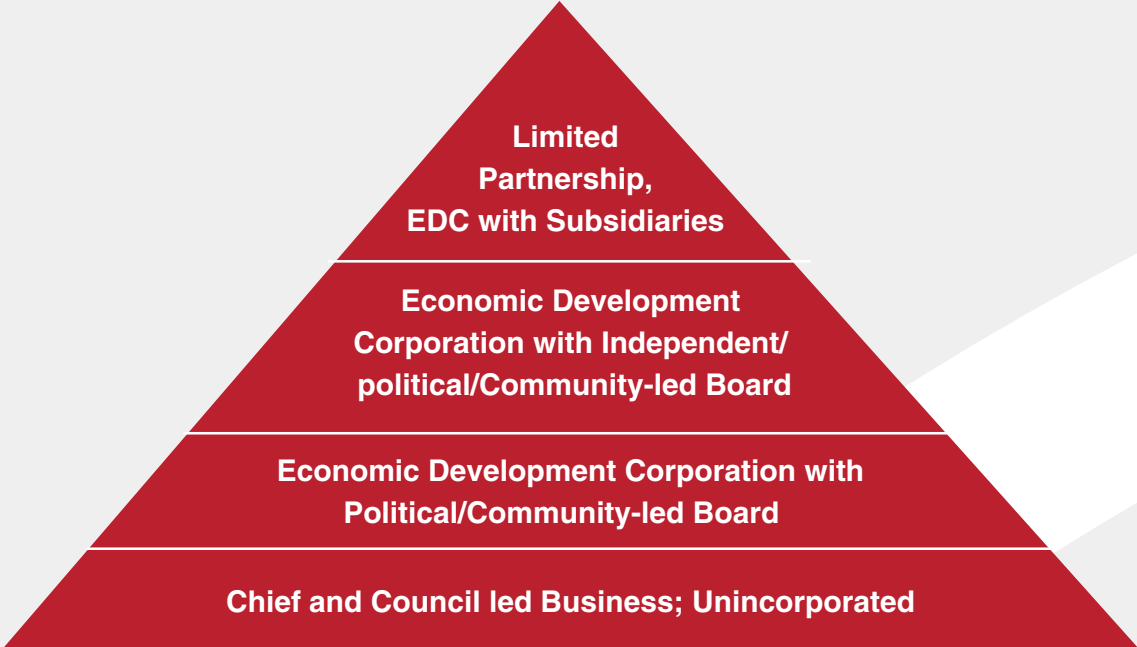 Limited
Partnership,
EDC with Subsidiaries
Economic Development
Corporation with Independent/
political/Community-led Board
Economic Development Corporation with
Political/Community-led Board
Chief and Council led Business; Unincorporated